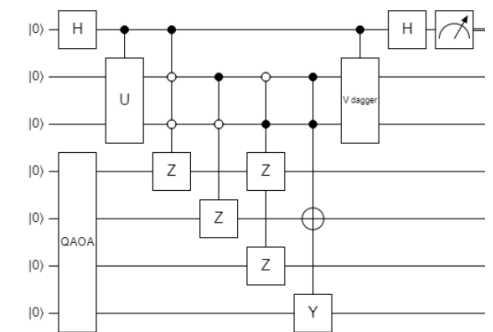 |0⟩ H H
|0⟩
U V dagger
|0⟩
|0⟩ Z Z
|0⟩ Z
QAOA
|0⟩ Z
|0⟩ Y